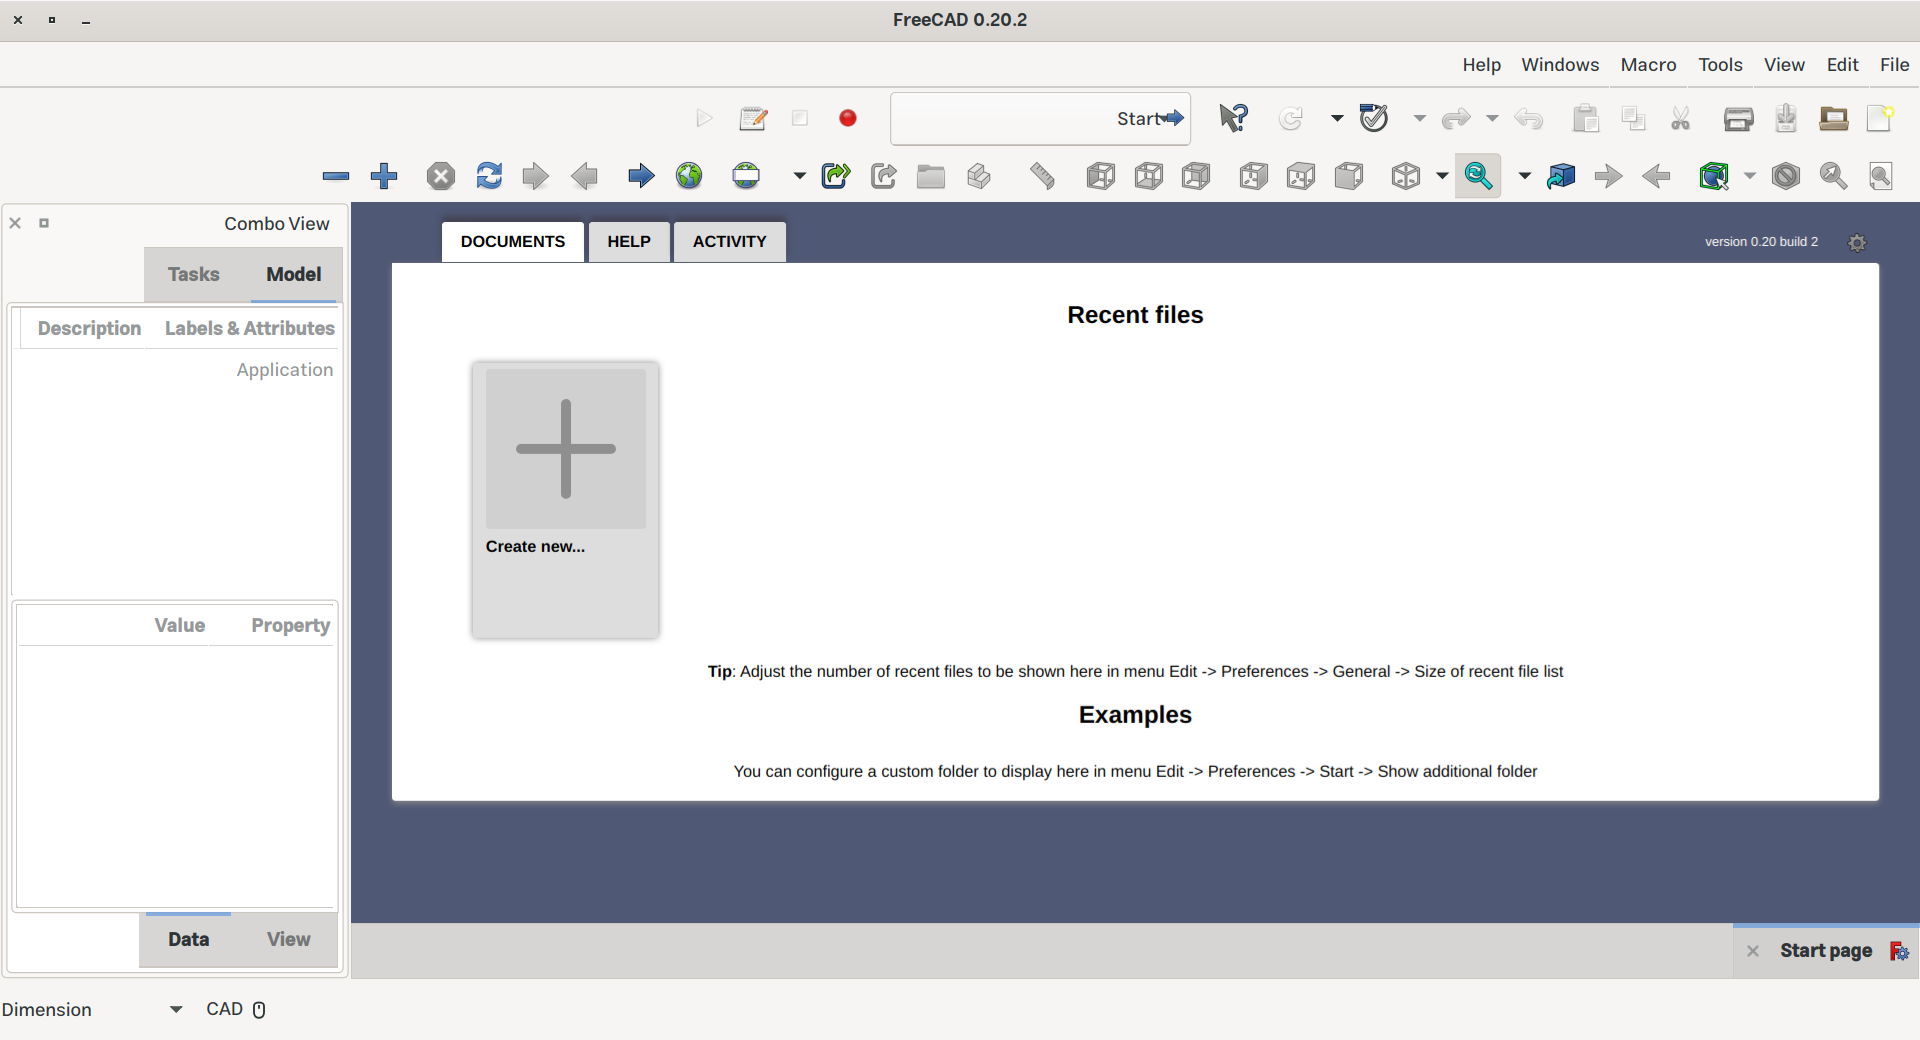 FreeCAD 0.20.2
Help Windows Macro Tools View Edit File
Start
Combo View
Tasks Model
Description Labels & Attributes
Application
Value Property
Data View
DOCUMENTS HELP ACTIVITY
version 0.20 build 2
Recent files
Create new...
Tip: Adjust the number of recent files to be shown here in menu Edit -> Preferences -> General -> Size of recent file list
Examples
You can configure a custom folder to display here in menu Edit -> Preferences -> Start -> Show additional folder
Start page
Dimension CAD